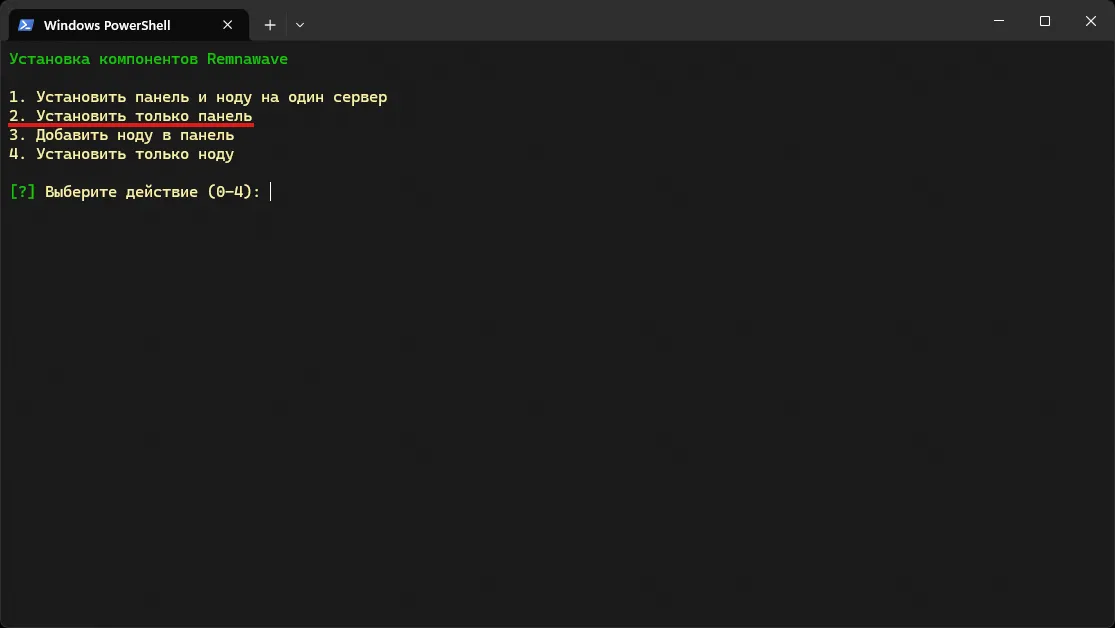 Windows PowerShell
Установка компонентов Remnawave
1. Установить панель и ноду на один сервер
2. Установить только панель
3. Добавить ноду в панель
4. Установить только ноду
[?] Выберите действие (0-4):